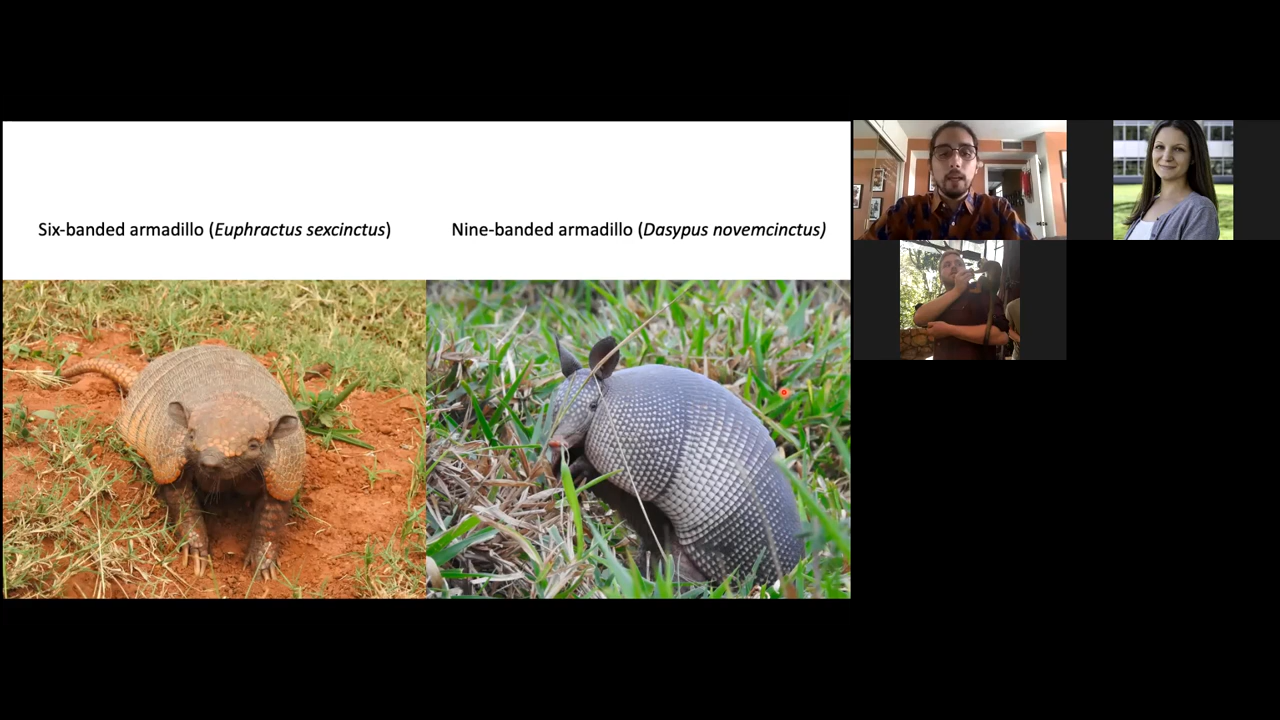 Six-banded armadillo (Euphractus sexcinctus)
Nine-banded armadillo (Dasypus novemcinctus)